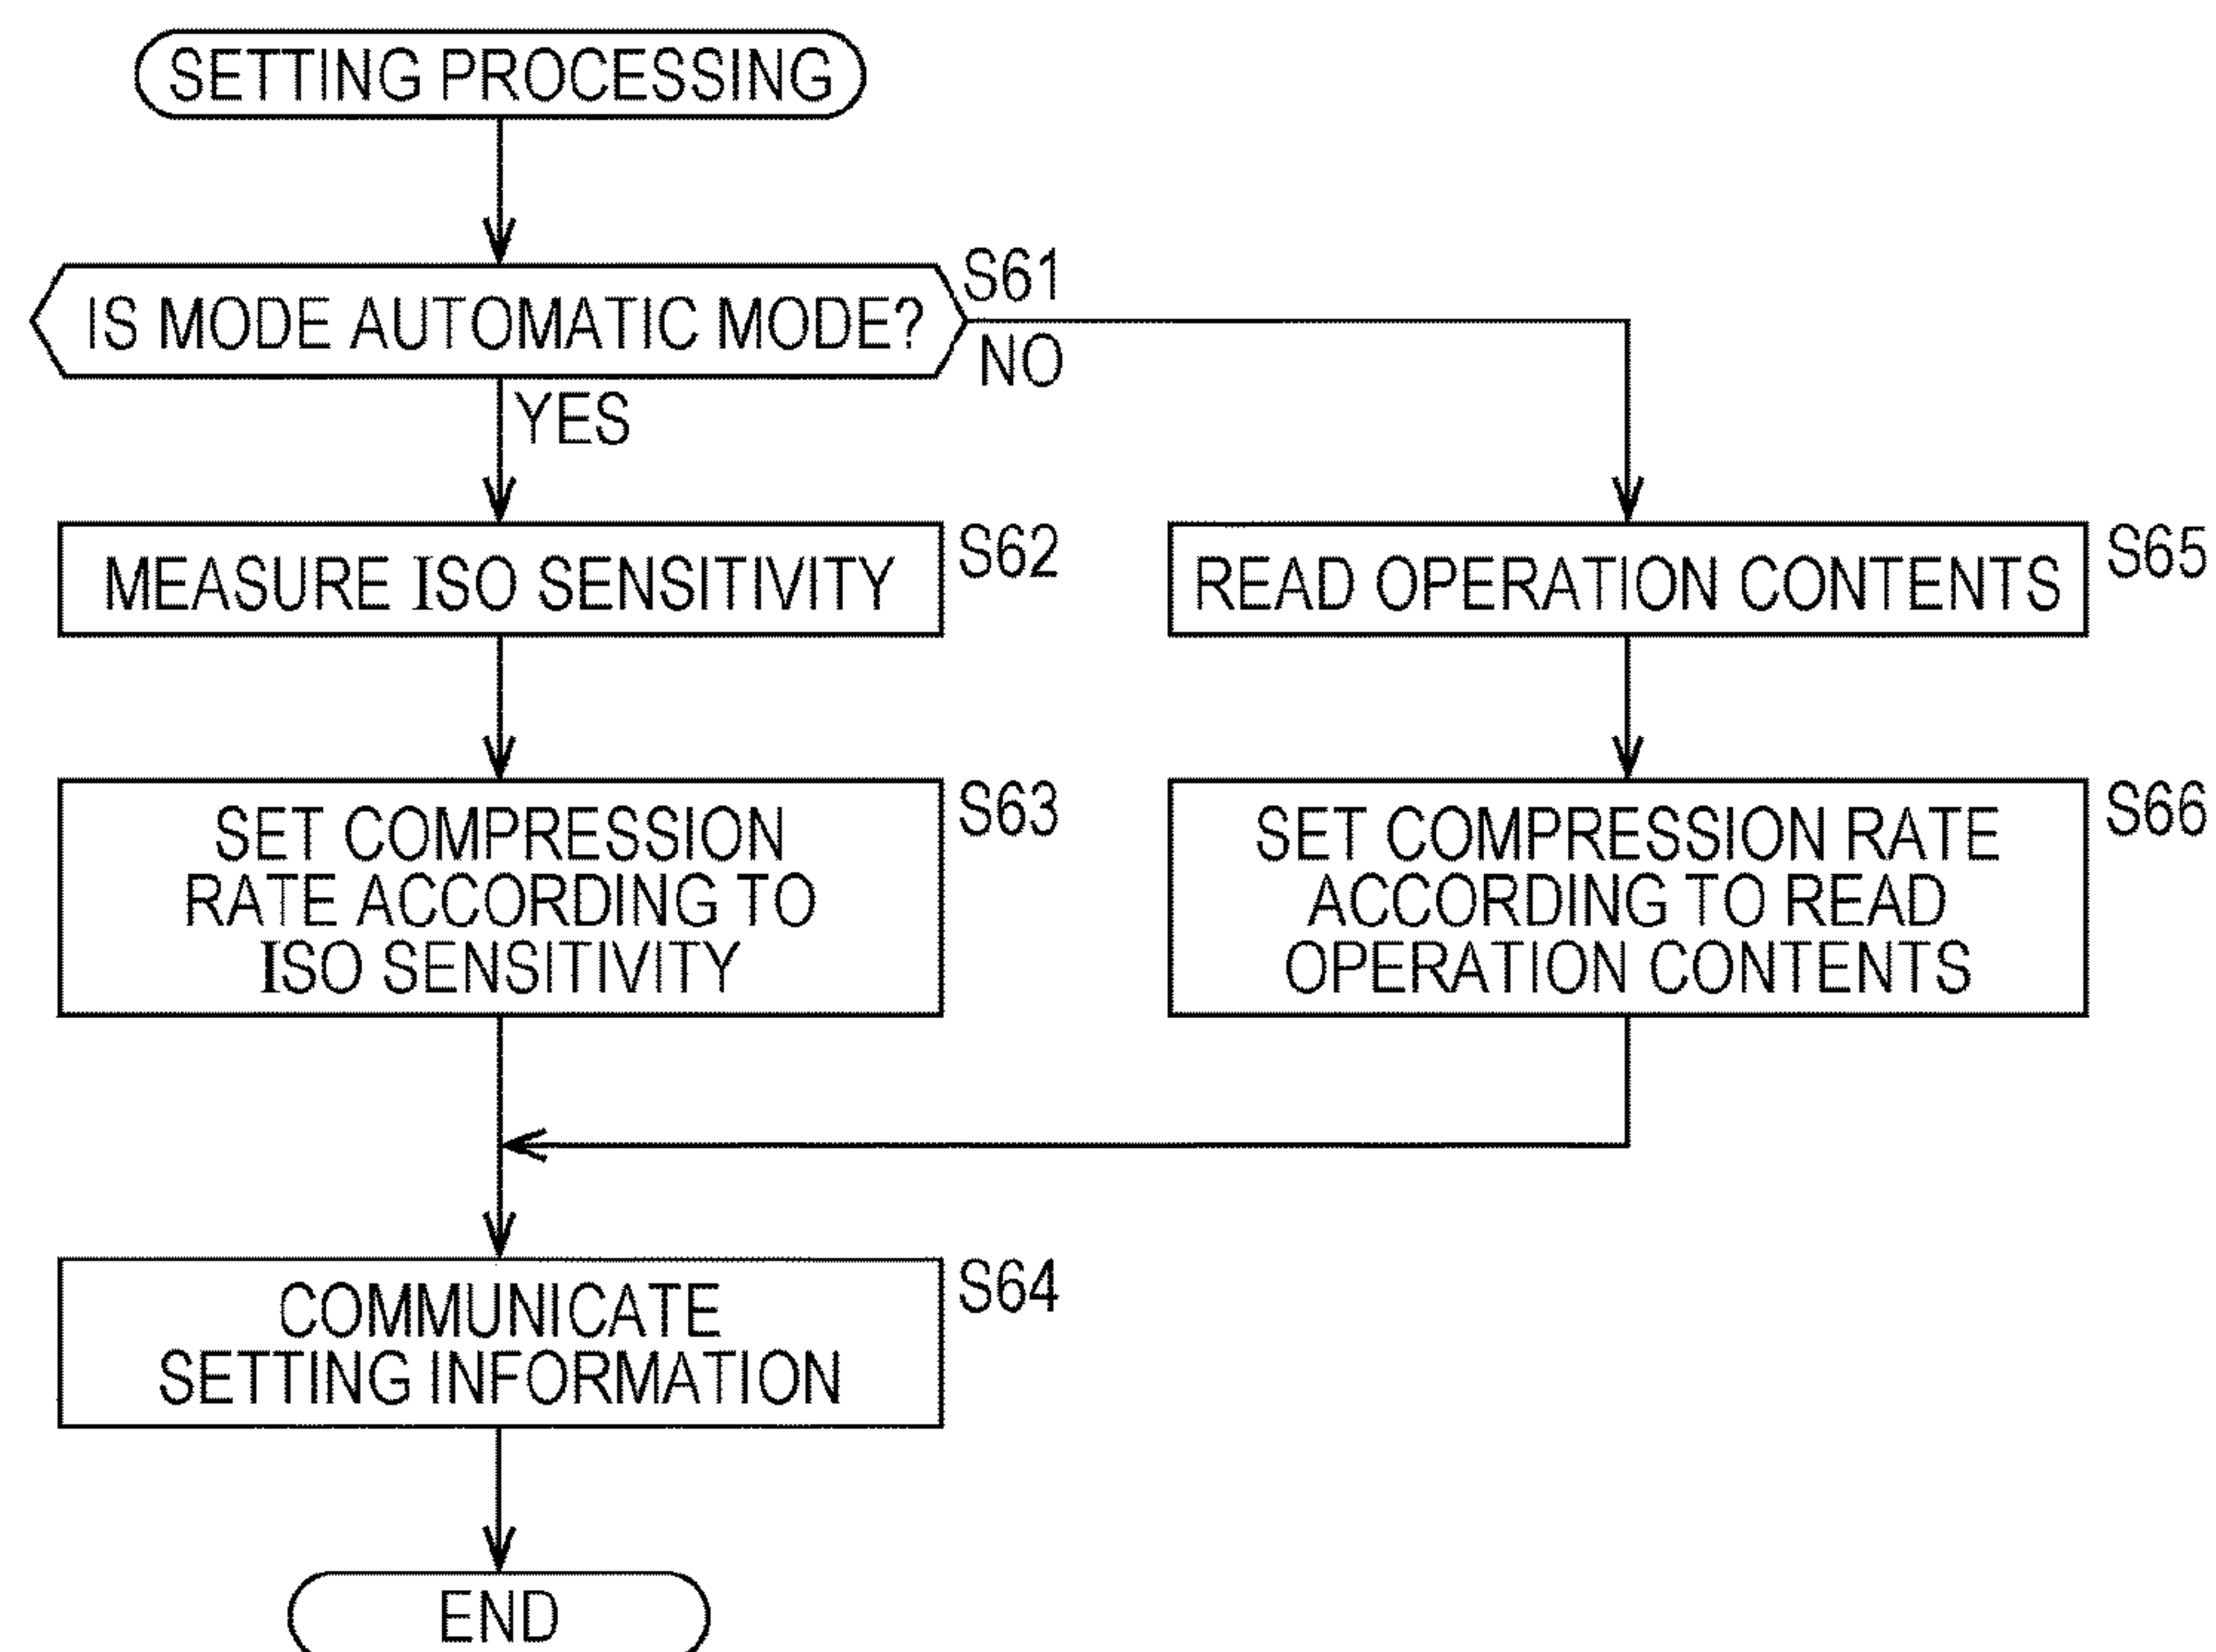 SETTING PROCESSING
IS MODE AUTOMATIC MODE?
S61
NO
YES
MEASURE ISO SENSITIVITY
S62
READ OPERATION CONTENTS
S65
SET COMPRESSION
RATE ACCORDING TO
ISO SENSITIVITY
S63
SET COMPRESSION RATE
ACCORDING TO READ
OPERATION CONTENTS
S66
COMMUNICATE
SETTING INFORMATION
S64
END